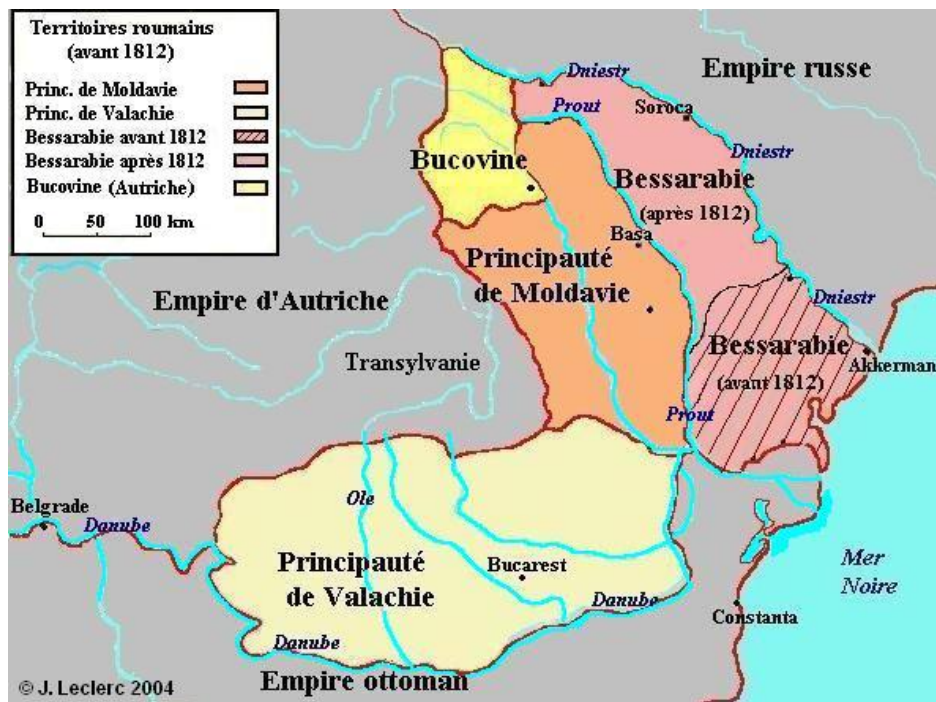 Territoires roumains
(avant 1812)
Princ. de Moldavie
Princ. de Valachie
Bessarabie avant 1812
Bessarabie après 1812
Bucovine (Autriche)
0 50 100 km
Empire russe
Dniestr
Prout
Soroca
Dniestr
Bucovine
Bessarabie
(après 1812)
Basa
Principauté
de Moldavie
Empire d'Autriche
Dniestr
Transylvanie
Bessarabie
(avant 1812)
Akkerman
Prout
Belgrade
Danube
Ole
Principauté
de Valachie
Bucarest
Danube
Mer
Noire
Constanta
Danube
Empire ottoman
© J. Leclerc 2004